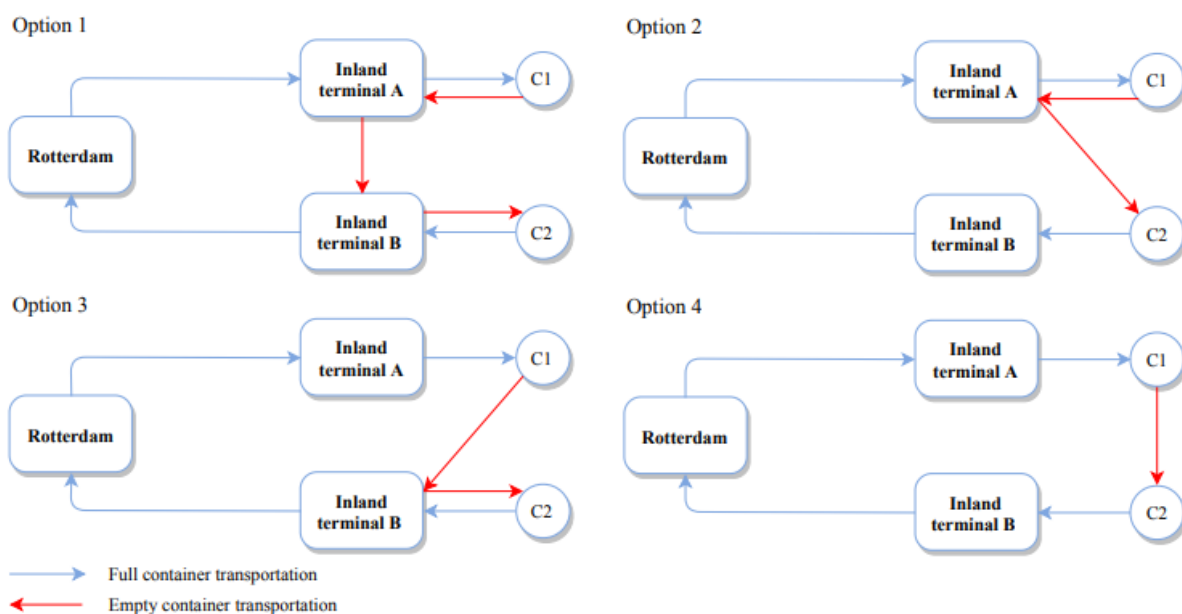 Option 1
Inland
terminal A
C1
Rotterdam
Inland
terminal B
C2
Option 2
Inland
terminal A
C1
Rotterdam
Inland
terminal B
C2
Option 3
Inland
terminal A
C1
Rotterdam
Inland
terminal B
C2
Option 4
Inland
terminal A
C1
Rotterdam
Inland
terminal B
C2
Full container transportation
Empty container transportation